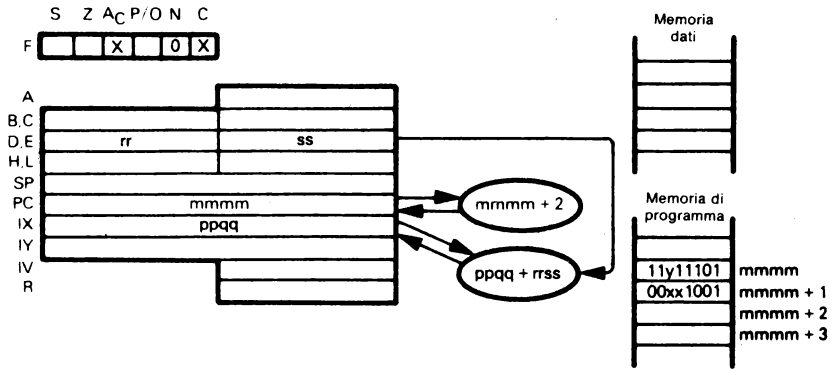 S Z AC P/O N C
F X 0 X
A
B,C
D,E rr ss
H,L
SP
PC mmmm
IX ppqq
IY
IV
R
mmmm + 2
ppqq + rrss
Memoria
dati
Memoria di
programma
11y11101 mmmm
00xx1001 mmmm + 1
mmmm + 2
mmmm + 3